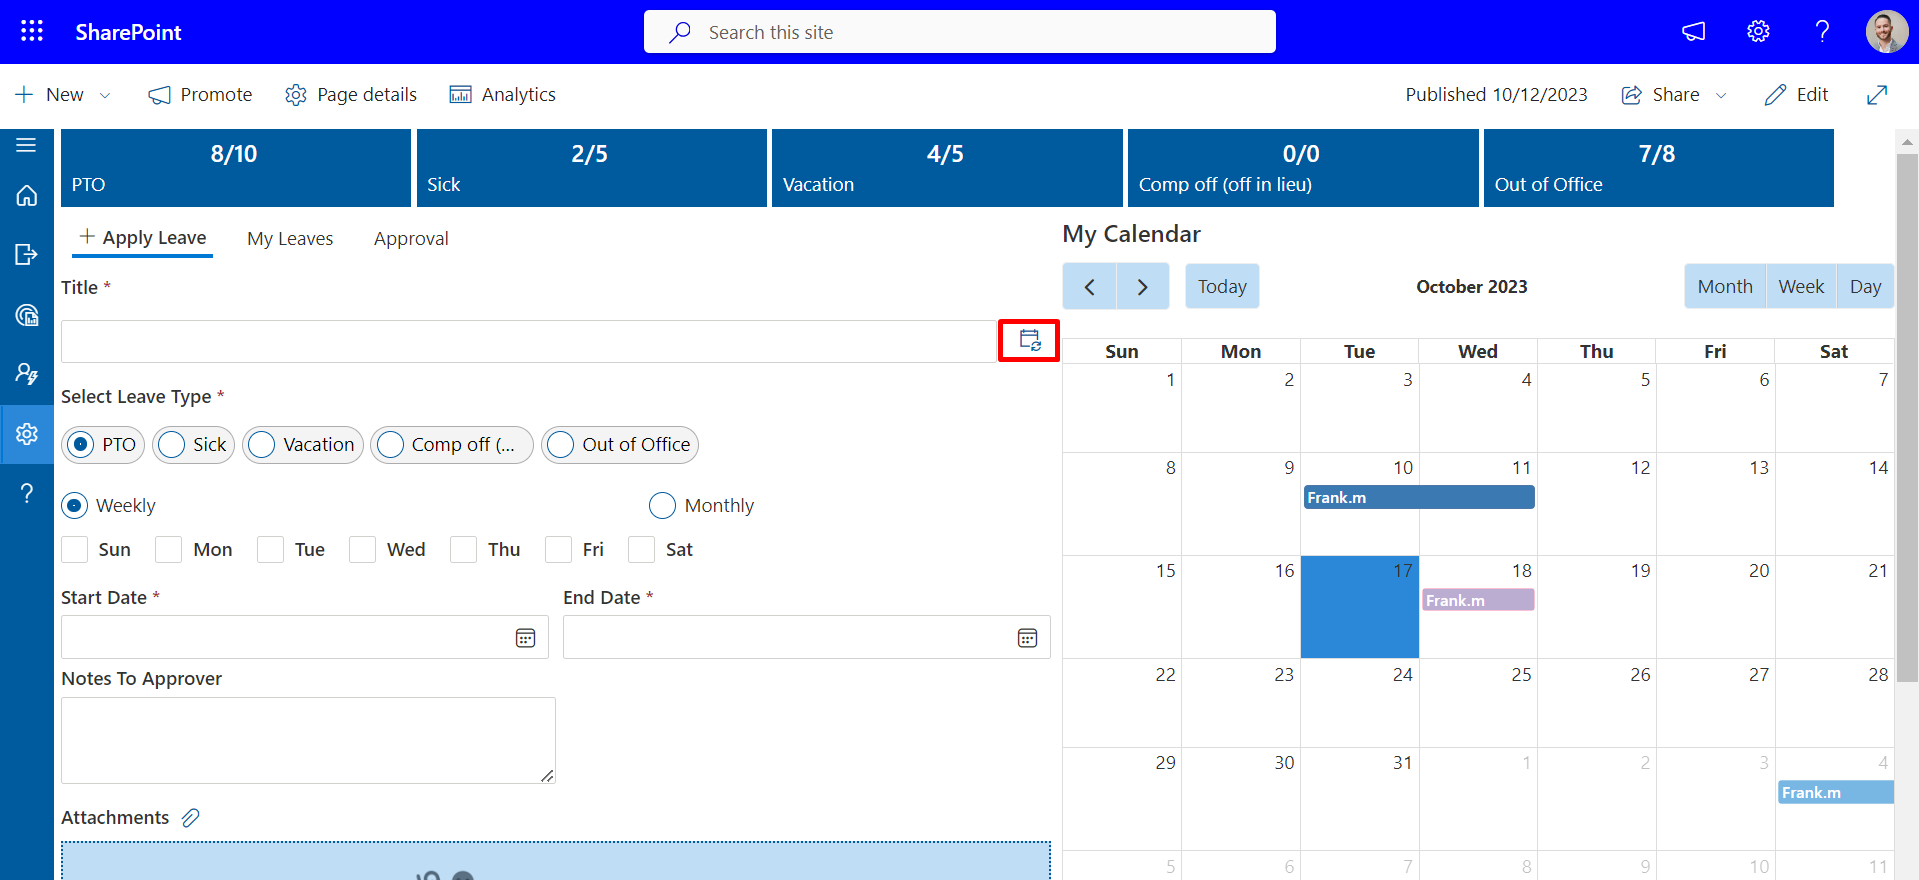 SharePoint
Search this site
New
Promote
Page details
Analytics
Published 10/12/2023
Share
Edit
8/10
PTO
2/5
Sick
4/5
Vacation
0/0
Comp off (off in lieu)
7/8
Out of Office
+ Apply Leave
My Leaves
Approval
Title *
Select Leave Type *
PTO
Sick
Vacation
Comp off (...
Out of Office
Weekly
Monthly
Sun
Mon
Tue
Wed
Thu
Fri
Sat
Start Date *
End Date *
Notes To Approver
Attachments
My Calendar
Today
October 2023
Month
Week
Day
Sun Mon Tue Wed Thu Fri Sat
1 2 3 4 5 6 7
8 9 10 11 12 13 14
Frank.m
15 16 17 18 19 20 21
Frank.m
22 23 24 25 26 27 28
29 30 31 1 2 3 4
Frank.m
5 6 7 8 9 10 11